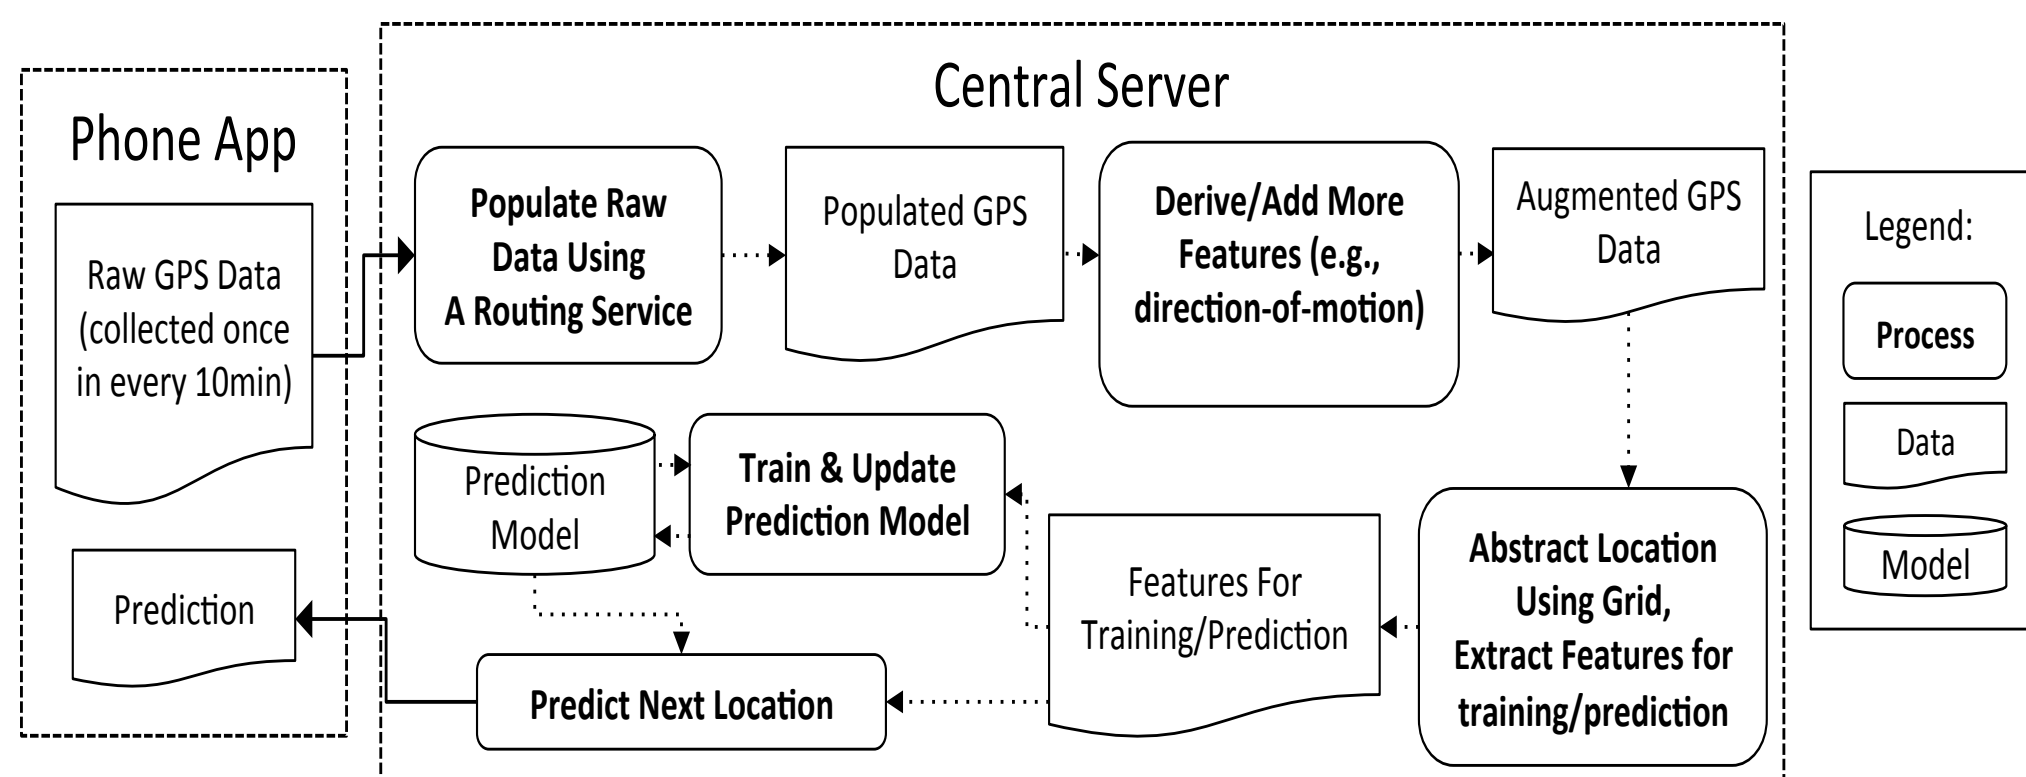 Central Server
Phone App
Raw GPS Data
(collected once
in every 10min)
Prediction
Populate Raw
Data Using
A Routing Service
Populated GPS
Data
Derive/Add More
Features (e.g.,
direction-of-motion)
Augmented GPS
Data
Prediction
Model
Train & Update
Prediction Model
Features For
Training/Prediction
Abstract Location
Using Grid,
Extract Features for
training/prediction
Predict Next Location
Legend:
Process
Data
Model